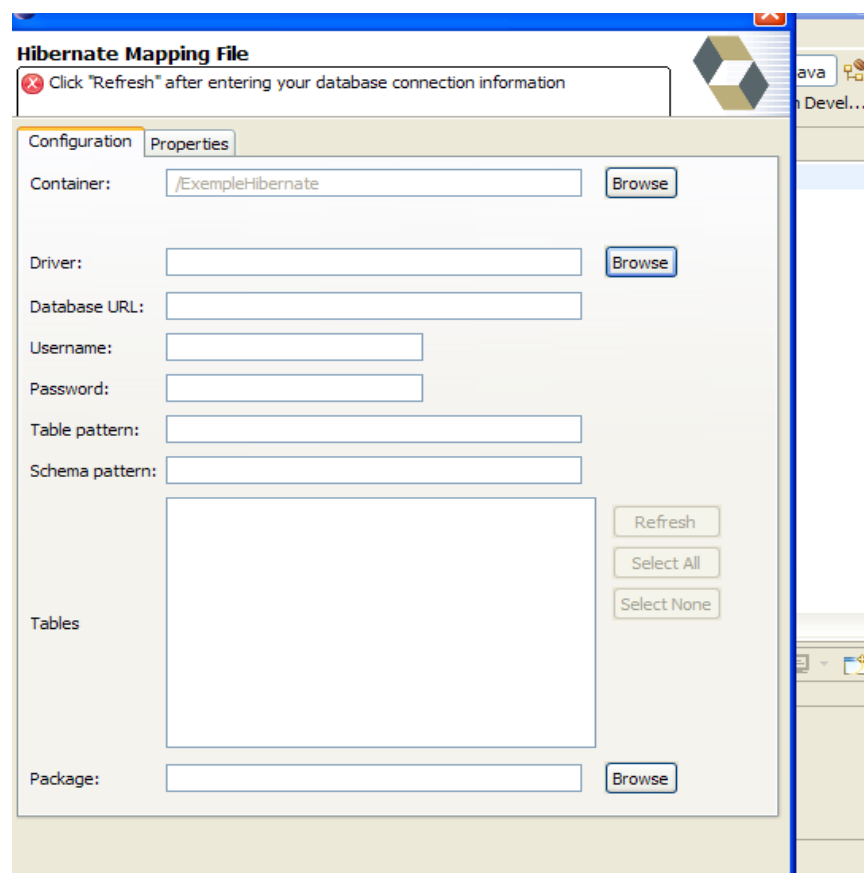 Hibernate Mapping File
Click "Refresh" after entering your database connection information
ava
Devel...
Configuration Properties
Container: /ExempleHibernate Browse
Driver: Browse
Database URL:
Username:
Password:
Table pattern:
Schema pattern:
Refresh
Select All
Select None
Tables
Package: Browse